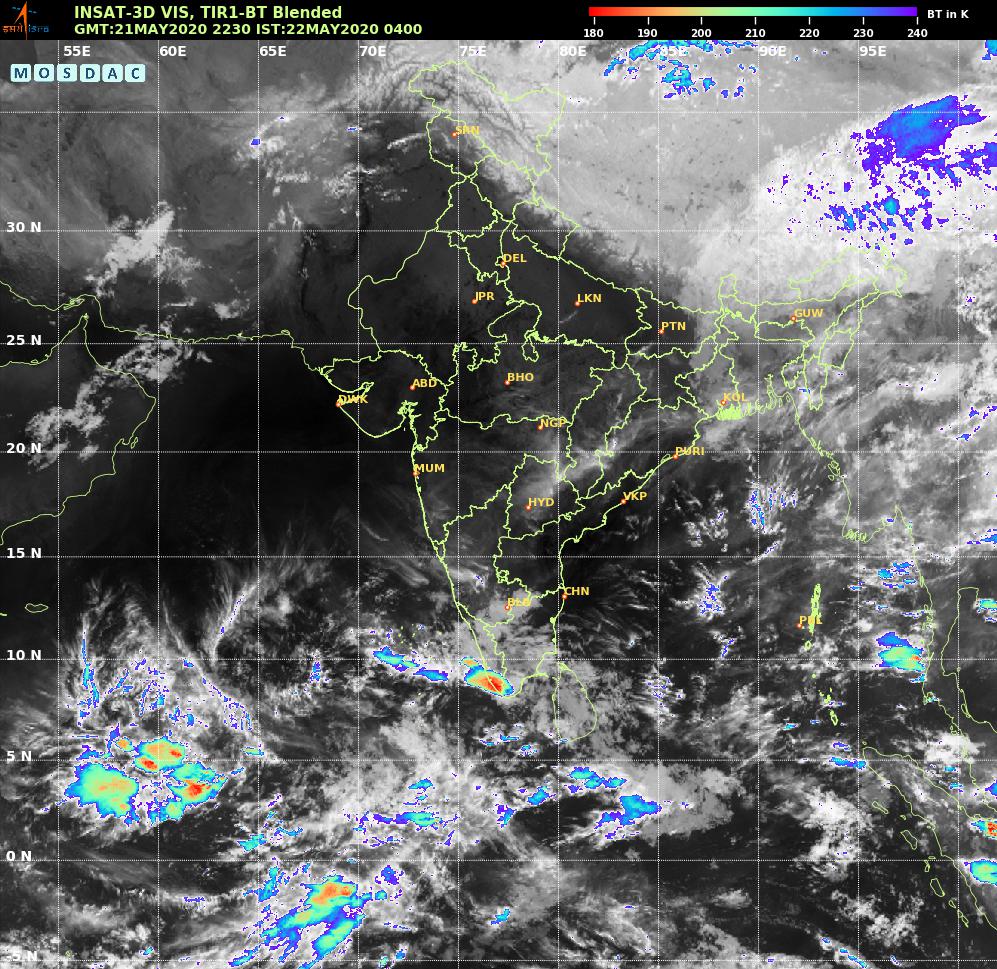 INSAT-3D VIS, TIR1-BT Blended
GMT:21MAY2020 2230 IST:22MAY2020 0400
BT in K
180 190 200 210 220 230 240
55E 60E 65E 70E 75E 80E 85E 90E 95E
MOSDAC
SRN
30 N
DEL
JPR
LKN
GUW
PTN
25 N
BHO
ABD
DWK
KOL
NGP
20 N
PURI
MUM
VKP
HYD
15 N
CHN
BLR
PBL
10 N
5 N
0 N
-5 N